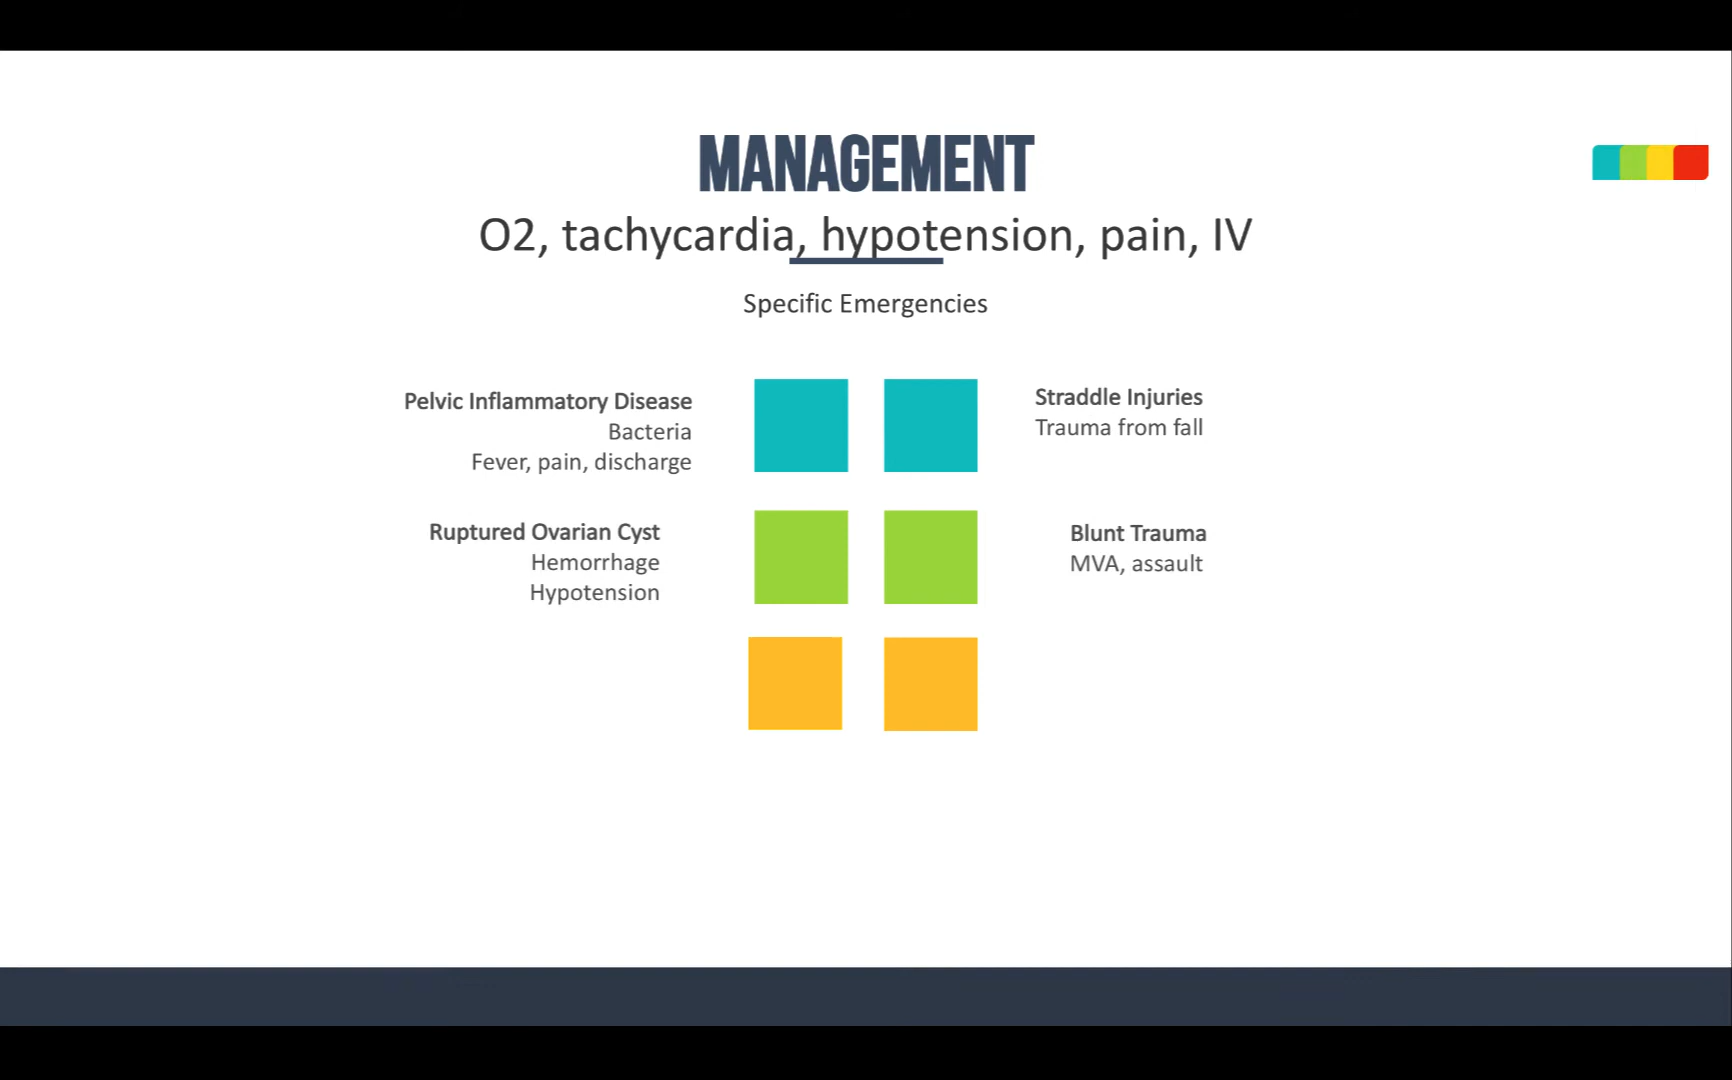 MANAGEMENT
O2, tachycardia, hypotension, pain, IV
Specific Emergencies
Pelvic Inflammatory Disease
Bacteria
Fever, pain, discharge
Straddle Injuries
Trauma from fall
Ruptured Ovarian Cyst
Hemorrhage
Hypotension
Blunt Trauma
MVA, assault